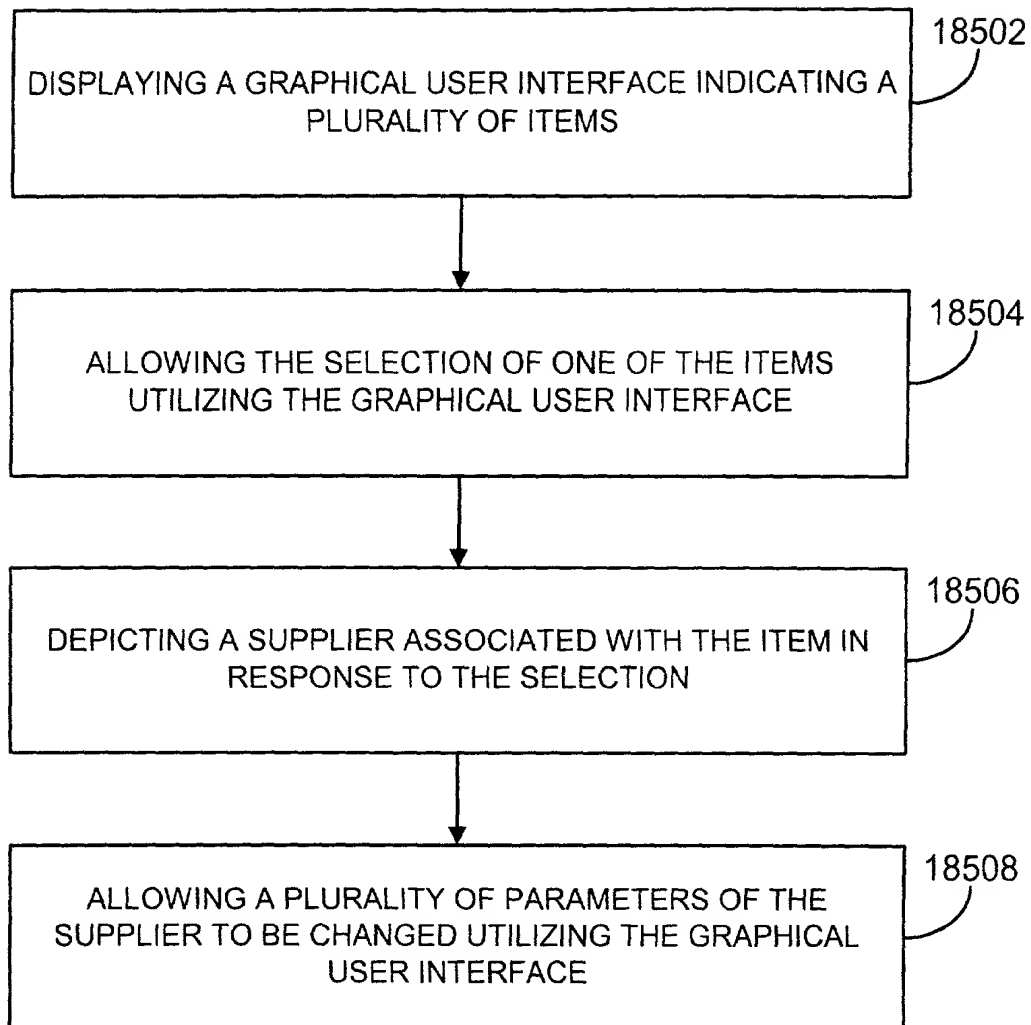 18502
DISPLAYING A GRAPHICAL USER INTERFACE INDICATING A
PLURALITY OF ITEMS
18504
ALLOWING THE SELECTION OF ONE OF THE ITEMS
UTILIZING THE GRAPHICAL USER INTERFACE
18506
DEPICTING A SUPPLIER ASSOCIATED WITH THE ITEM IN
RESPONSE TO THE SELECTION
18508
ALLOWING A PLURALITY OF PARAMETERS OF THE
SUPPLIER TO BE CHANGED UTILIZING THE GRAPHICAL
USER INTERFACE